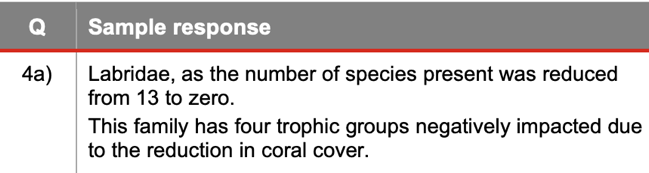 Q Sample response
4a) Labridae, as the number of species present was reduced
from 13 to zero.
This family has four trophic groups negatively impacted due
to the reduction in coral cover.